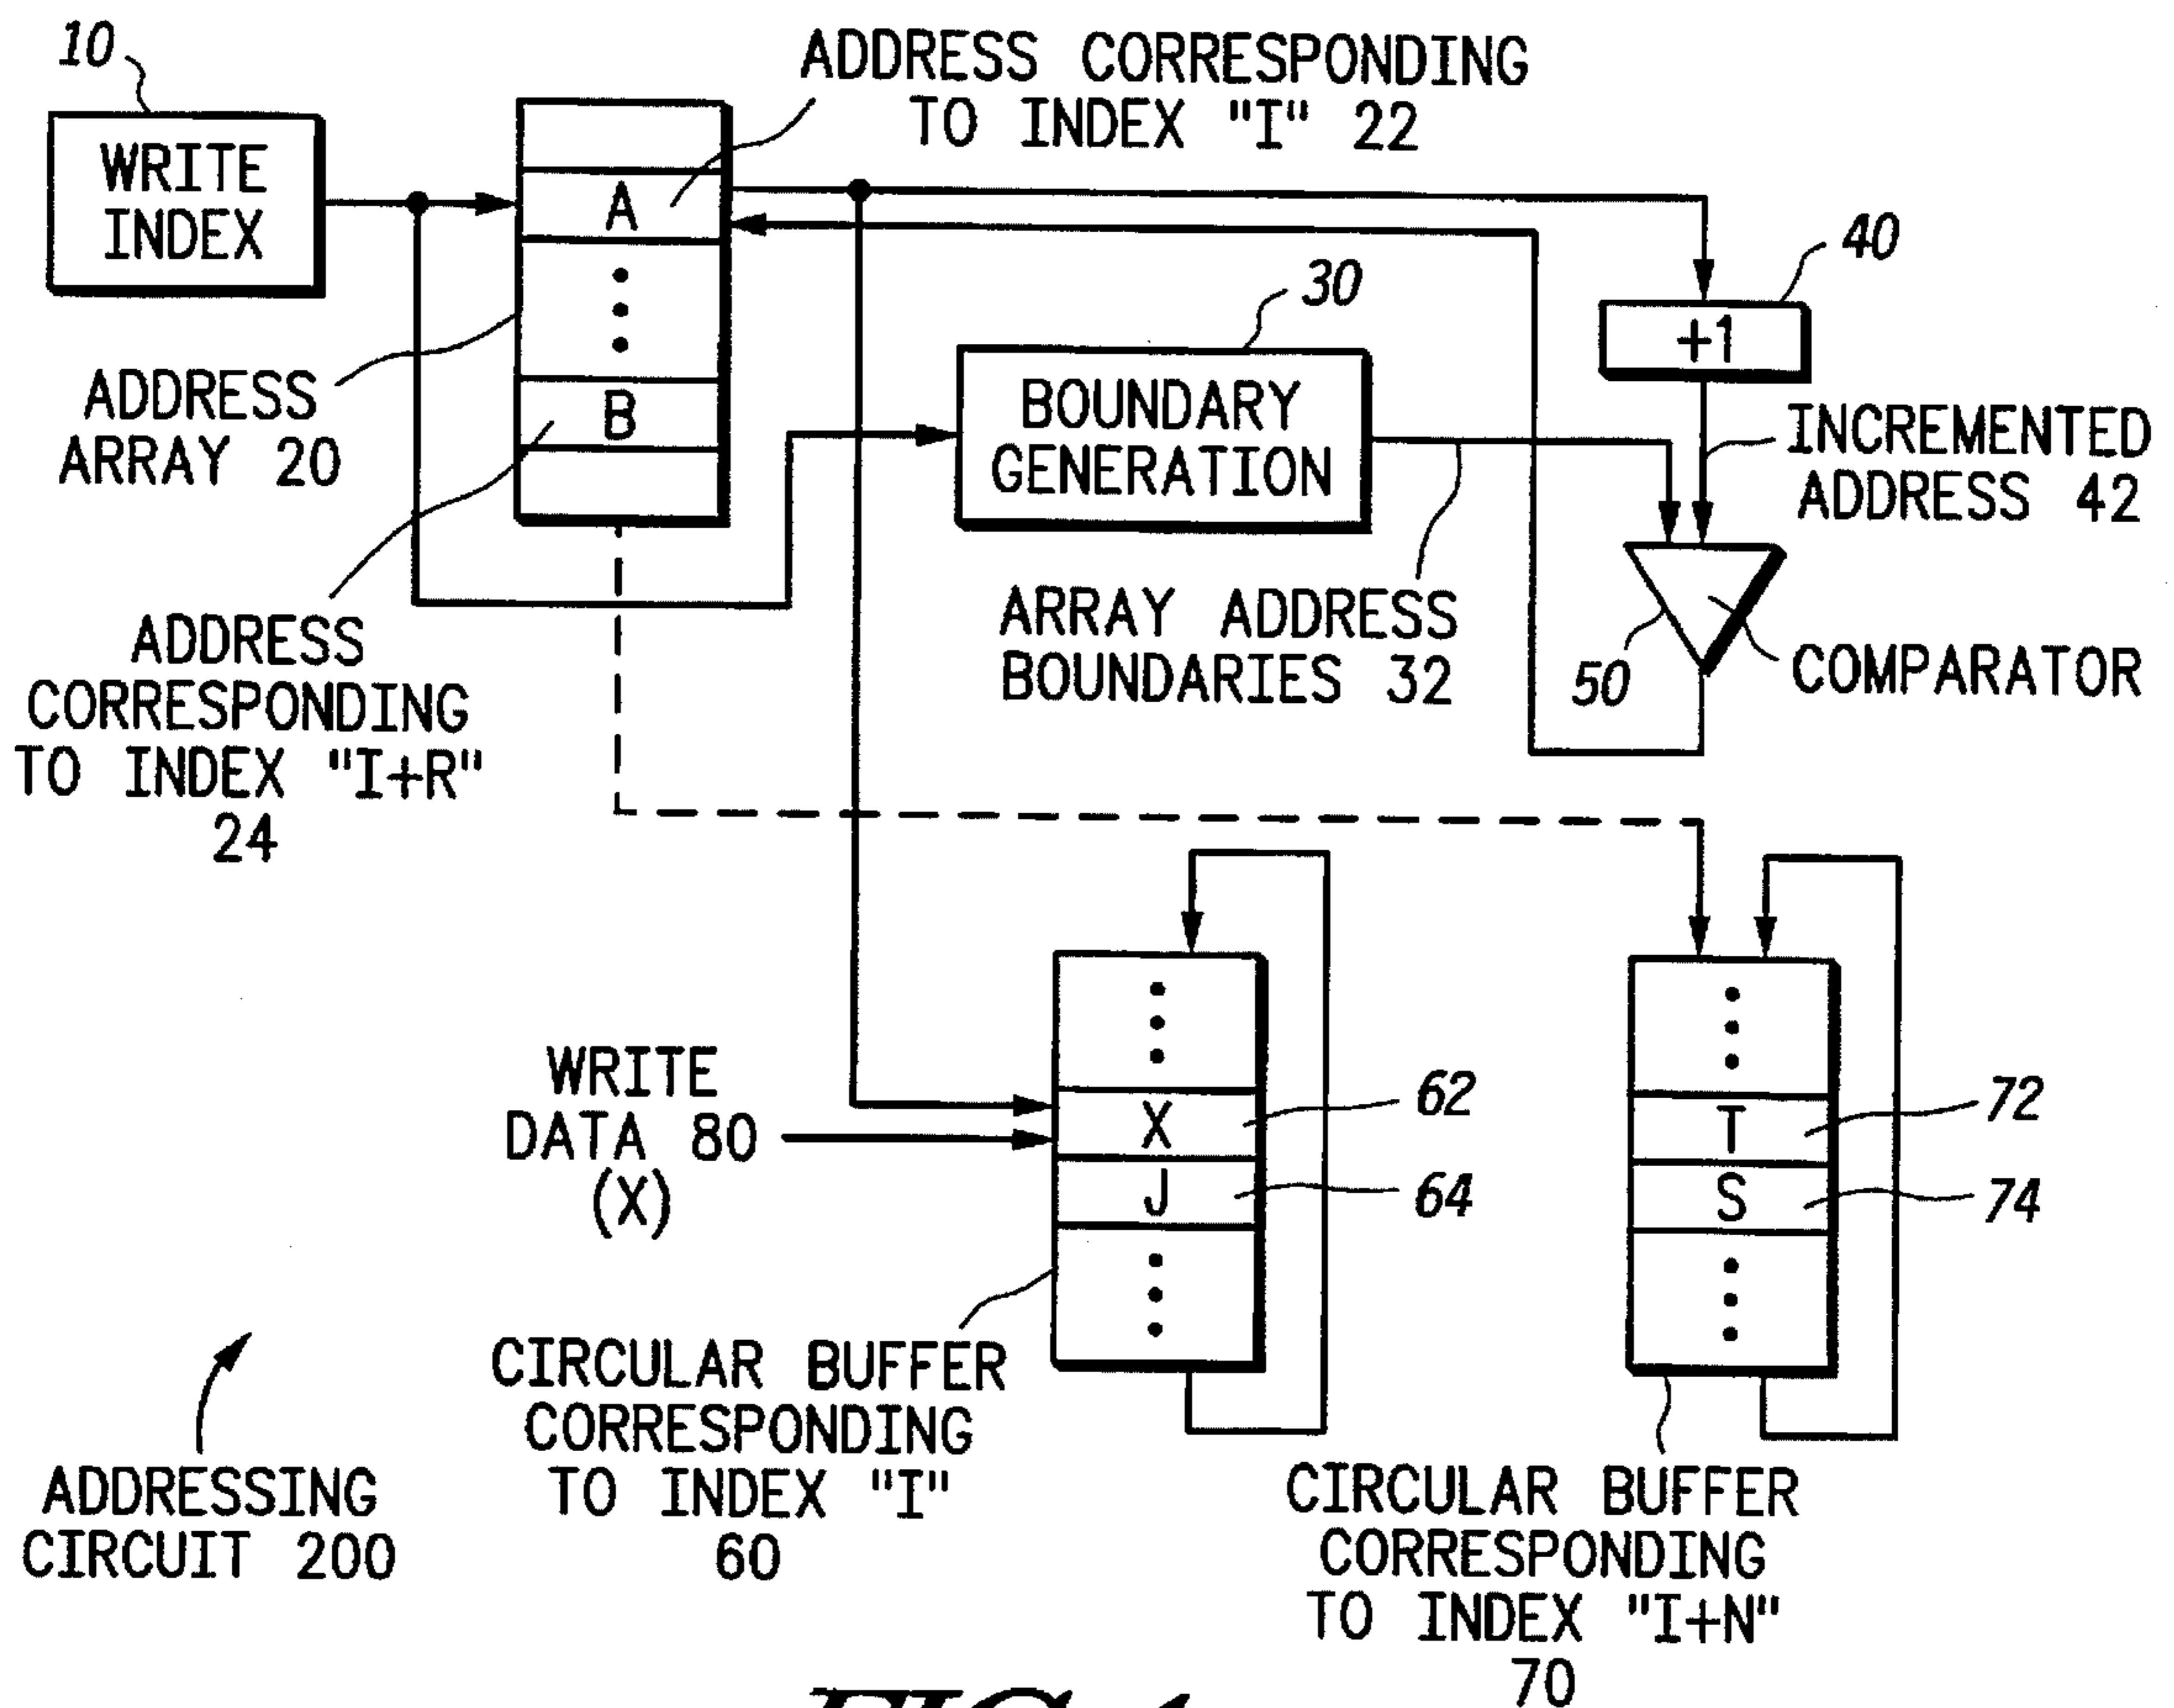 10
WRITE
INDEX
ADDRESS CORRESPONDING
TO INDEX "I" 22
A
B
ADDRESS
ARRAY 20
30
BOUNDARY
GENERATION
40
+1
INCREMENTED
ADDRESS 42
ADDRESS
CORRESPONDING
TO INDEX "I+R"
24
ARRAY ADDRESS
BOUNDARIES 32
50
COMPARATOR
WRITE
DATA 80
(X)
X
J
62
64
T
S
72
74
CIRCULAR BUFFER
CORRESPONDING
TO INDEX "I"
60
CIRCULAR BUFFER
CORRESPONDING
TO INDEX "I+N"
70
ADDRESSING
CIRCUIT 200